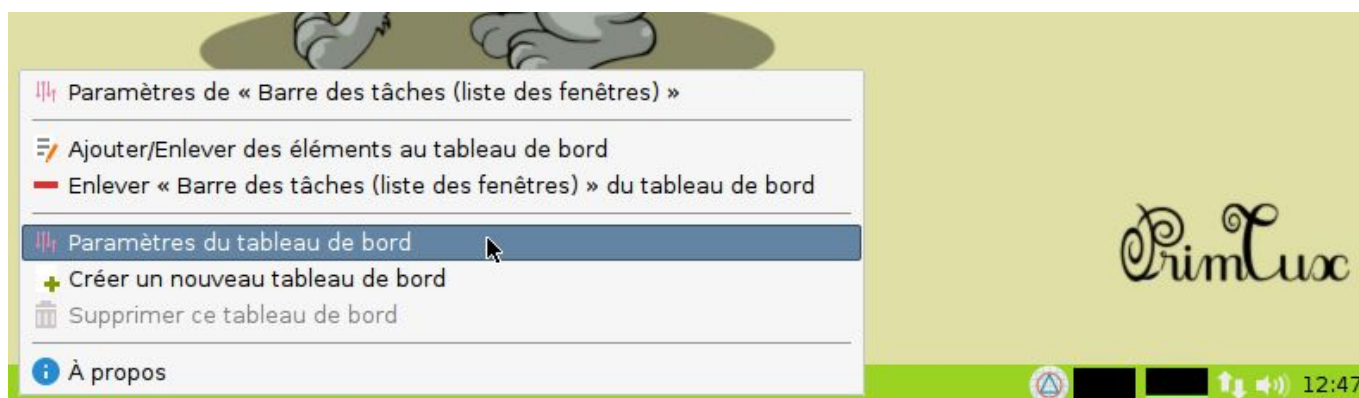 Paramètres de « Barre des tâches (liste des fenêtres) »
Ajouter/Enlever des éléments au tableau de bord
Enlever « Barre des tâches (liste des fenêtres) » du tableau de bord
Paramètres du tableau de bord
Créer un nouveau tableau de bord
Supprimer ce tableau de bord
À propos
PrimTux
12:47